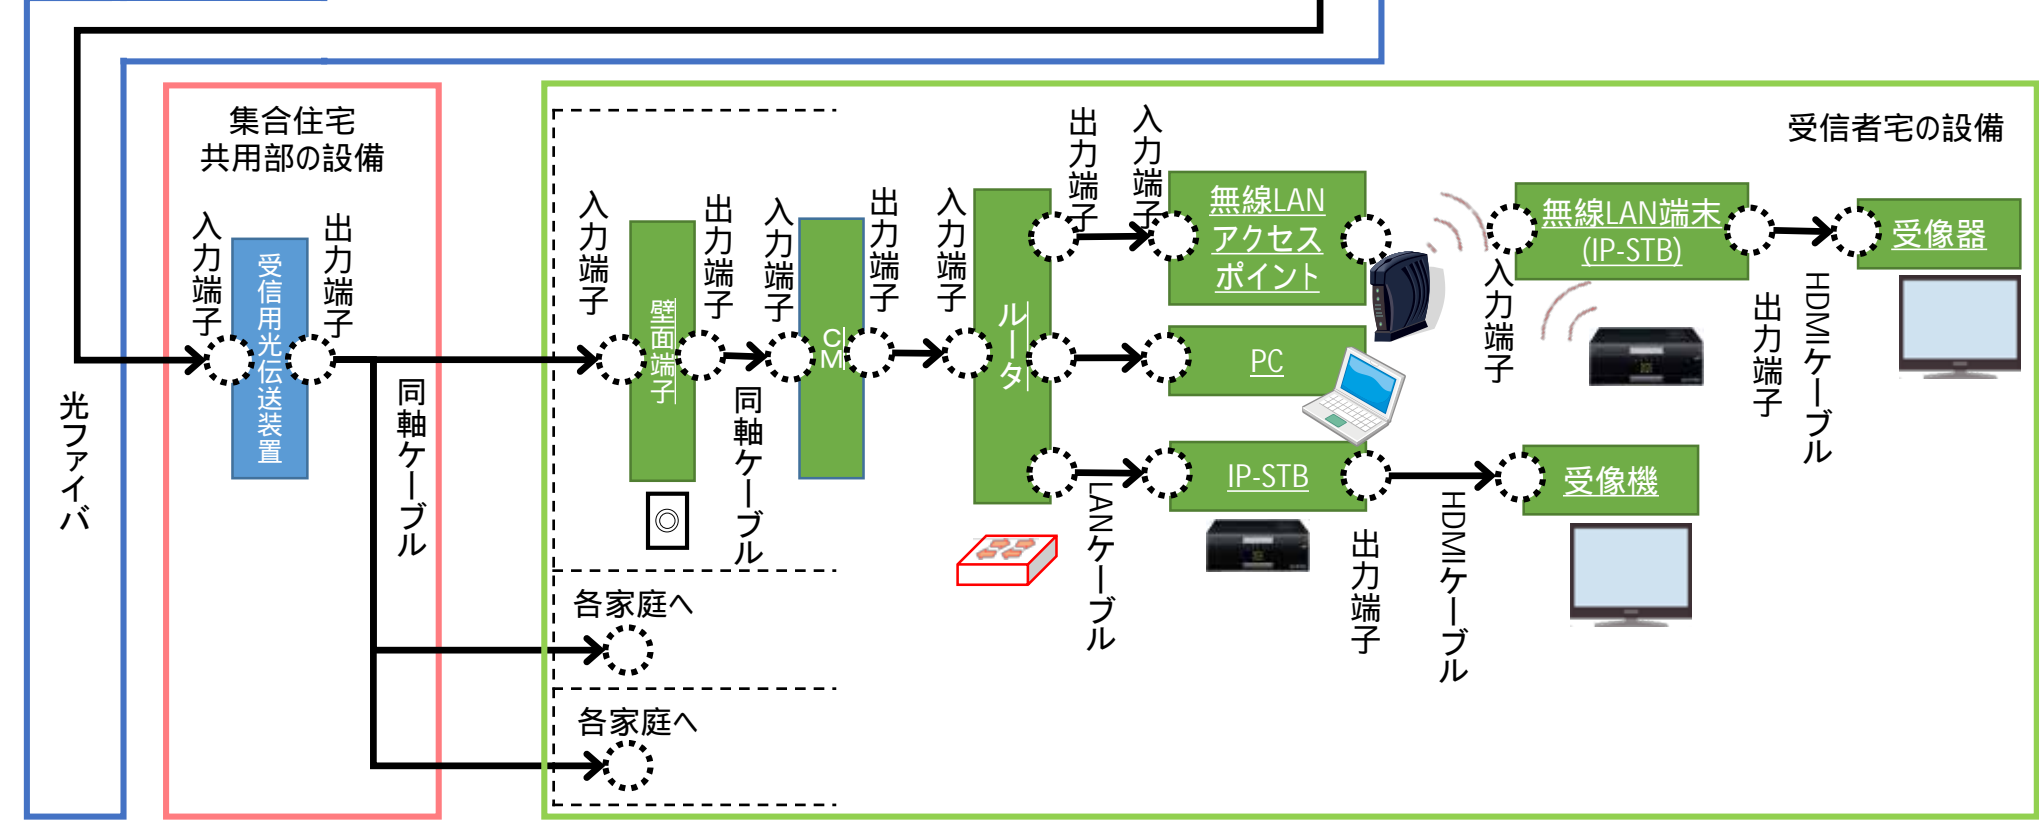 集合住宅
共用部の設備
受信者宅の設備
光ファイバ
入力端子
受信用光伝送装置
出力端子
同軸ケーブル
入力端子
壁面端子
出力端子
同軸ケーブル
入力端子
CM
出力端子
入力端子
ルータ
出力端子
入力端子
無線LAN
アクセス
ポイント
入力端子
無線LAN端末
(IP-STB)
出力端子
HDMIケーブル
受像器
PC
LANケーブル
IP-STB
出力端子
HDMIケーブル
受像機
各家庭へ
各家庭へ